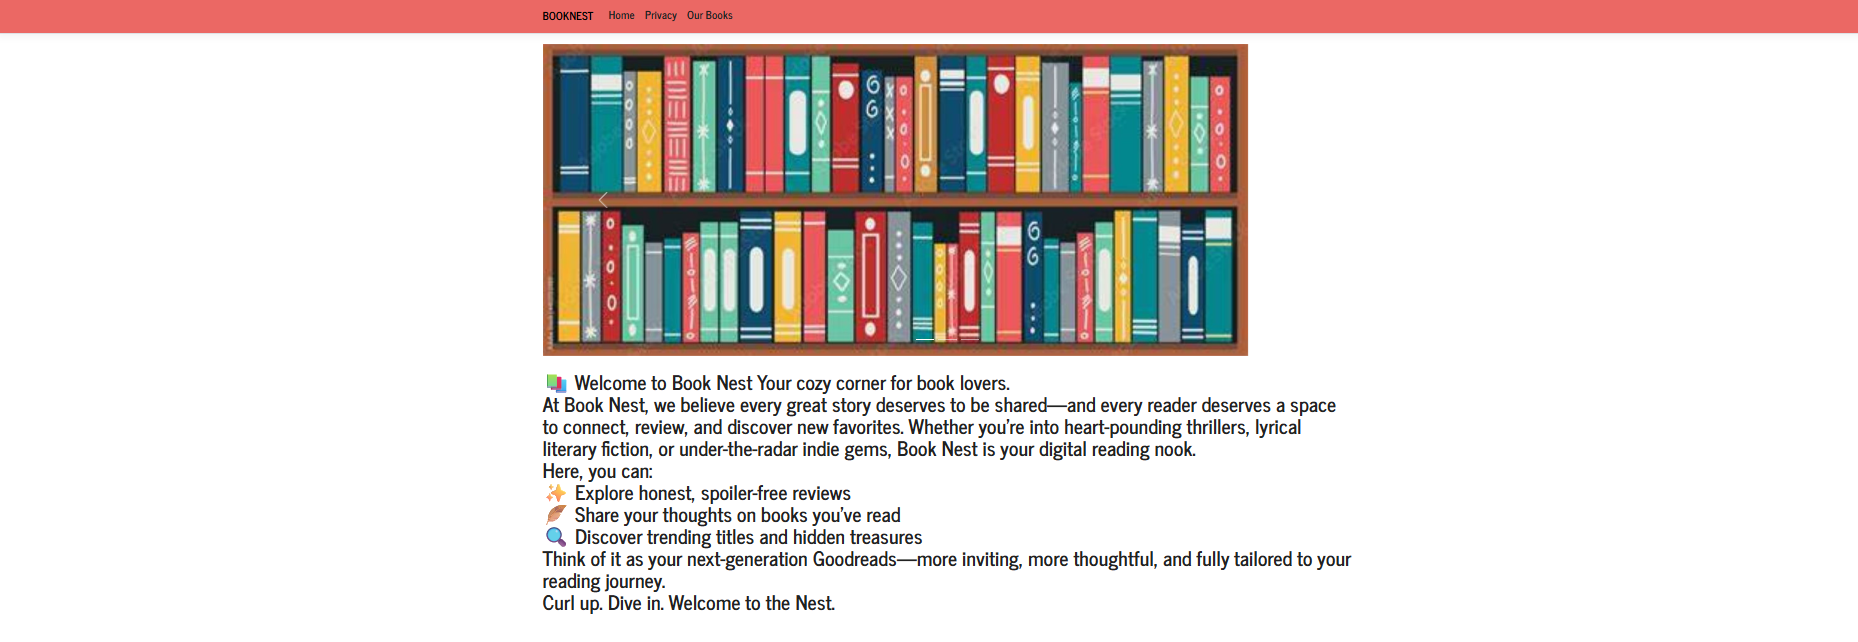 BOOKNEST Home Privacy Our Books
📚 Welcome to Book Nest Your cozy corner for book lovers.
At Book Nest, we believe every great story deserves to be shared—and every reader deserves a space
to connect, review, and discover new favorites. Whether you're into heart-pounding thrillers, lyrical
literary fiction, or under-the-radar indie gems, Book Nest is your digital reading nook.
Here, you can:
✨ Explore honest, spoiler-free reviews
🪶 Share your thoughts on books you've read
🔍 Discover trending titles and hidden treasures
Think of it as your next-generation Goodreads—more inviting, more thoughtful, and fully tailored to your
reading journey.
Curl up. Dive in. Welcome to the Nest.